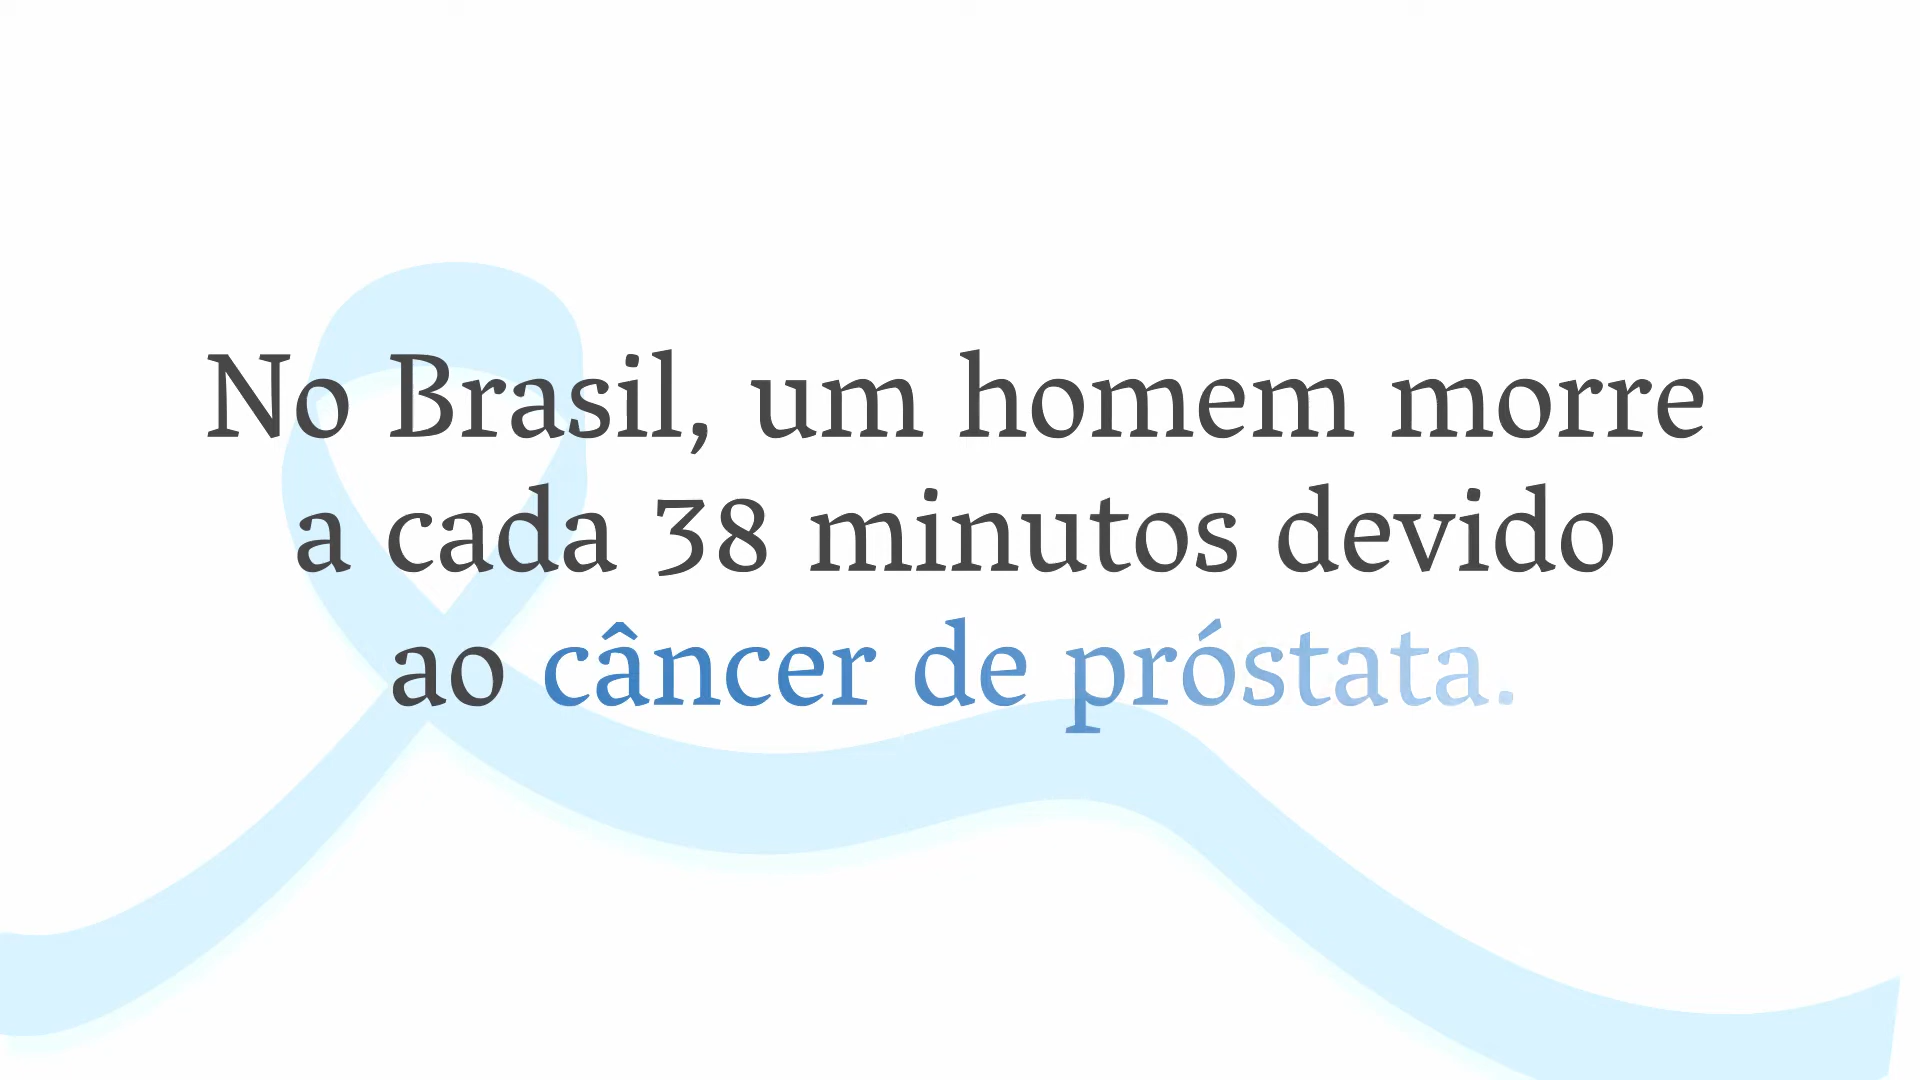 No Brasil, um homem morre
a cada 38 minutos devido
ao câncer de próstata.